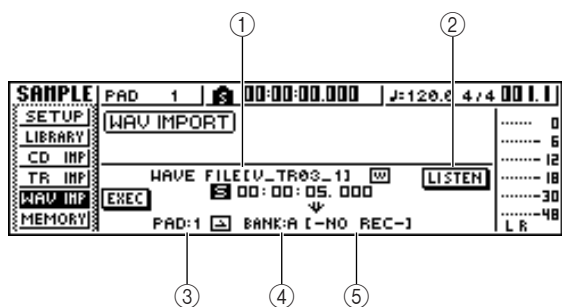 ① ②
SAMPLE PAD 1 S 00:00:00.000 ♩=120.0 4/4 001.1
SETUP
LIBRARY
CD IMP
TR IMP
WAV IMP
MEMORY
WAV IMPORT
WAVE FILE[V_TR03_1] W LISTEN
EXEC S 00:00:05.000
PAD:1 BANK:A [-NO REC-]
0
6
12
18
30
48
L R
③ ④ ⑤